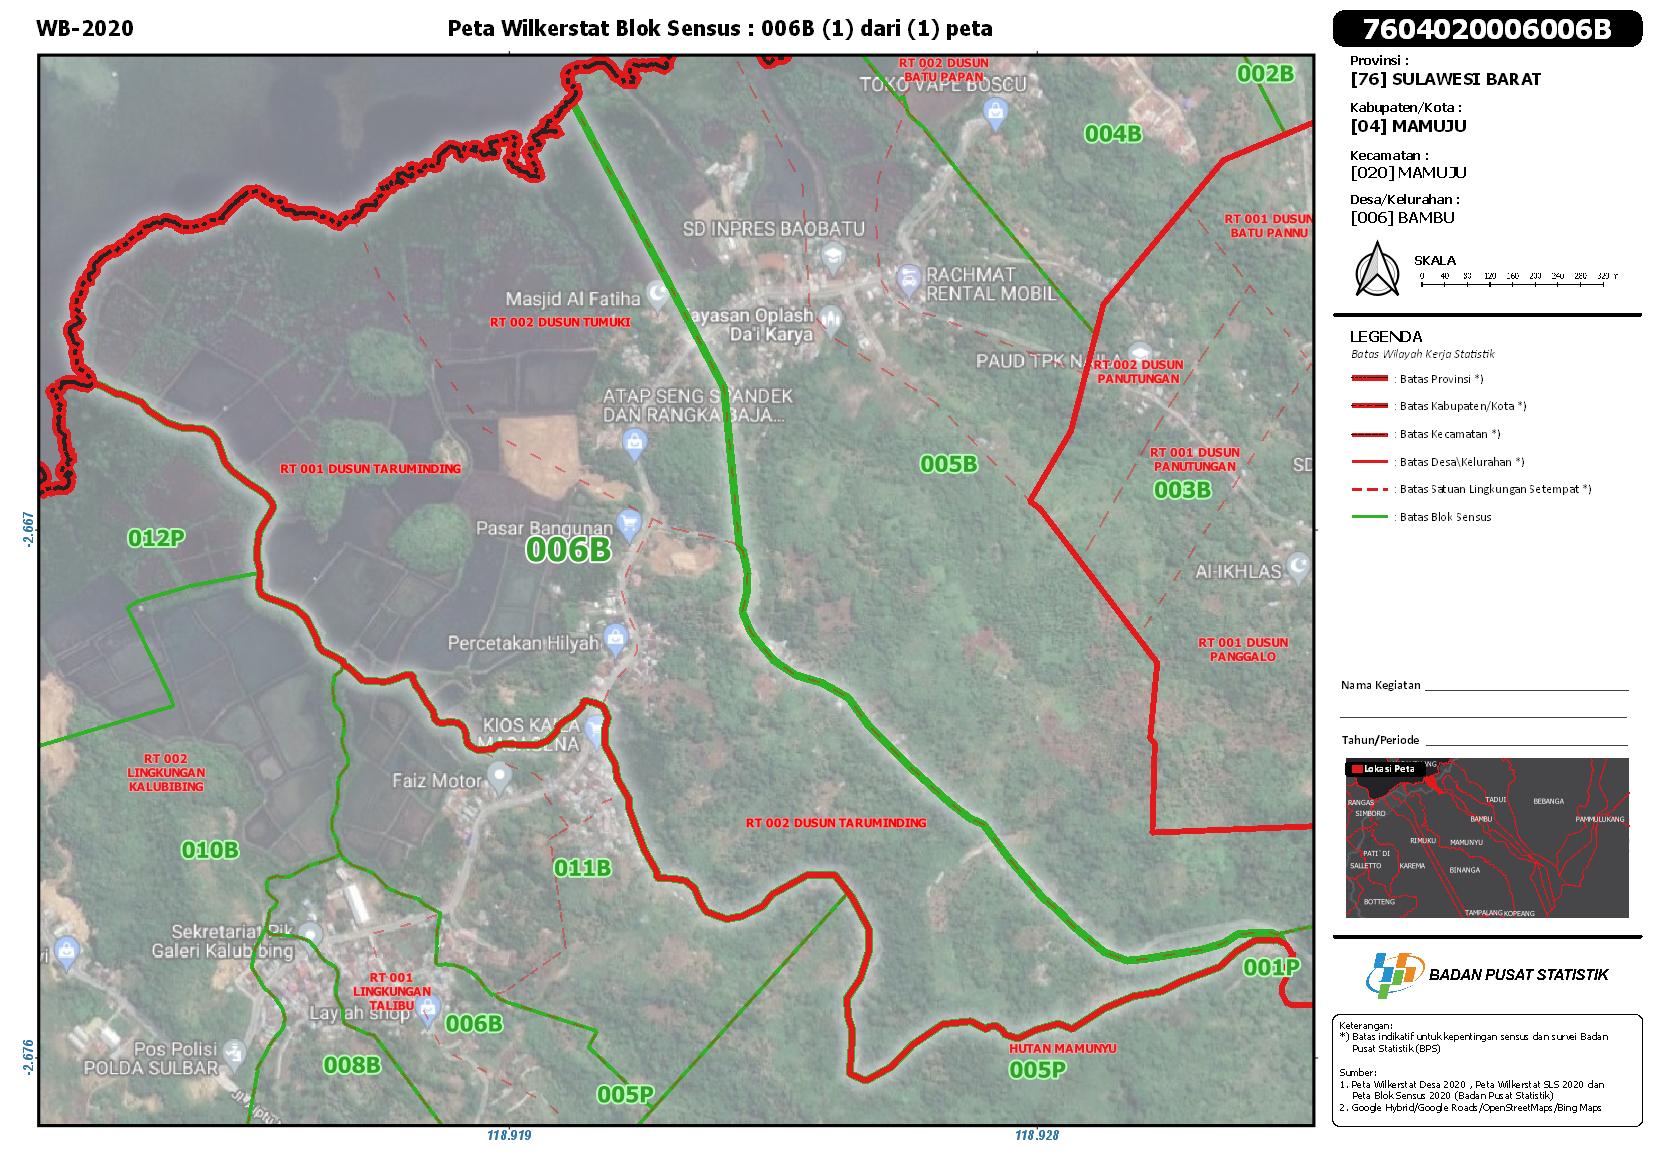 WB-2020
Peta Wilkerstat Blok Sensus : 006B (1) dari (1) peta
7604020006006B
Provinsi :
[76] SULAWESI BARAT
Kabupaten/Kota :
[04] MAMUJU
Kecamatan :
[020] MAMUJU
Desa/Kelurahan :
[006] BAMBU
SKALA
0 40 80 120 160 200 240 280 320 m
LEGENDA
Batas Wilayah Kerja Statistik
: Batas Provinsi *)
: Batas Kabupaten/Kota *)
: Batas Kecamatan *)
: Batas Desa\Kelurahan *)
: Batas Satuan Lingkungan Setempat *)
: Batas Blok Sensus
Nama Kegiatan
Tahun/Periode
Lokasi Peta
RANGAS
SIMBORO
TADUI
BEBANGA
BAMBU
PAMMULUKANG
RIMUKU
MAMUNYU
PATI'DI
SALLETTO
KAREMA
BINANGA
BOTTENG
TAMPALANG
KOPEANG
BADAN PUSAT STATISTIK
Keterangan:
*) Batas indikatif untuk kepentingan sensus dan survei Badan
Pusat Statistik (BPS)
Sumber:
1. Peta Wilkerstat Desa 2020 , Peta Wilkerstat SLS 2020 dan
Peta Blok Sensus 2020 (Badan Pusat Statistik)
2. Google Hybrid/Google Roads/OpenStreetMaps/Bing Maps
RT 002 DUSUN
BATU PAPAN
TOKO VAPE BOSCU
002B
004B
RT 001 DUSUN
BATU PANNU
SD INPRES BAOBATU
RACHMAT
RENTAL MOBIL
Masjid Al Fatiha
RT 002 DUSUN TUMUKI
ayasan Oplash
Da'i Karya
PAUD TPK NAILA
RT 002 DUSUN
PANUTUNGAN
ATAP SENG SPANDEK
DAN RANGKA BAJA...
RT 001 DUSUN TARUMINDING
005B
RT 001 DUSUN
PANUTUNGAN
003B
SD
Pasar Bangunan
012P
006B
Al-IKHLAS
Percetakan Hilyah
RT 001 DUSUN
PANGGALO
KIOS KAILA
MASAGENA
RT 002
LINGKUNGAN
KALUBIBING
Faiz Motor
RT 002 DUSUN TARUMINDING
010B
011B
Sekretariat Pik
Galeri Kalubibing
RT 001
LINGKUNGAN
TALIBU
001P
006B
HUTAN MAMUNYU
Pos Polisi
POLDA SULBAR
008B
005P
005P
-2.667
-2.676
118.919
118.928